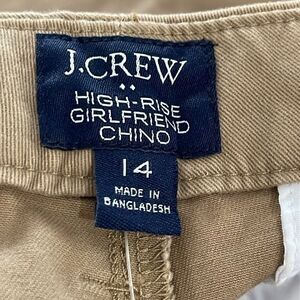 J.CREW
HIGH-RISE
GIRLFRIEND
CHINO
14
MADE IN
BANGLADESH